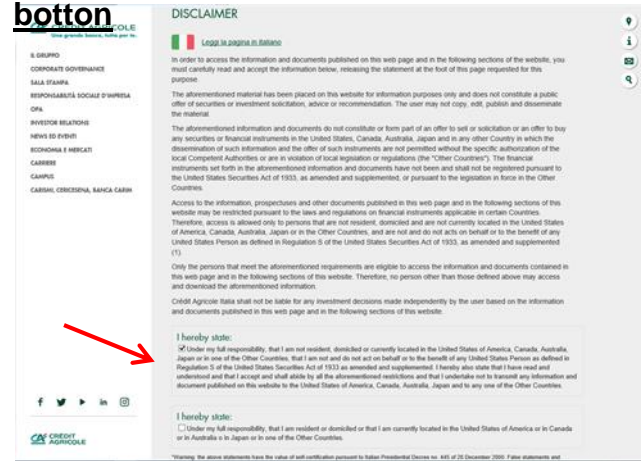 botton
CRÉDIT AGRICOLE
Una grande banca, tutta per te.
IL GRUPPO
CORPORATE GOVERNANCE
SALA STAMPA
RESPONSABILITÀ SOCIALE D'IMPRESA
OPA
INVESTOR RELATIONS
NEWS ED EVENTI
ECONOMIA E MERCATI
CARRIERE
CAMPUS
CARISMI, CERICESENA, BANCA CARIM
CRÉDIT
AGRICOLE
DISCLAIMER
Leggi la pagina in italiano
In order to access the information and documents published on this web page and in the following sections of the website, you
must carefully read and accept the information below, releasing the statement at the foot of this page requested for this
purpose.
The aforementioned material has been placed on this website for information purposes only and does not constitute a public
offer of securities or investment solicitation, advice or recommendation. The user may not copy, edit, publish and disseminate
the material.
The aforementioned information and documents do not constitute or form part of an offer to sell or solicitation or an offer to buy
any securities or financial instruments in the United States, Canada, Australia, Japan and in any other Country in which the
dissemination of such information and the offer of such instruments are not permitted without the specific authorization of the
local Competent Authorities or are in violation of local legislation or regulations (the "Other Countries"). The financial
instruments set forth in the aforementioned information and documents have not been and shall not be registered pursuant to
the United States Securities Act of 1933, as amended and supplemented, or pursuant to the legislation in force in the Other
Countries.
Access to the information, prospectuses and other documents published in this web page and in the following sections of this
website may be restricted pursuant to the laws and regulations on financial instruments applicable in certain Countries.
Therefore, access is allowed only to persons that are not resident, domiciled and are not currently located in the United States
of America, Canada, Australia, Japan or in the Other Countries, and are not and do not acts on behalf or to the benefit of any
United States Person as defined in Regulation S of the United States Securities Act of 1933, as amended and supplemented
(1).
Only the persons that meet the aforementioned requirements are eligible to access the information and documents contained in
this web page and in the following sections of this website. Therefore, no person other than those defined above may access
and download the aforementioned information.
Crédit Agricole Italia shall not be liable for any investment decisions made independently by the user based on the information
and documents published in this web page and in the following sections of this website.
I hereby state:
Under my full responsibility, that I am not resident, domiciled or currently located in the United States of America, Canada, Australia,
Japan or in one of the Other Countries, that I am not and do not act on behalf or to the benefit of any United States Person as defined in
Regulation S of the United States Securities Act of 1933 as amended and supplemented. I hereby also state that I have read and
understood and that I accept and shall abide by all the aforementioned restrictions and that I undertake not to transmit any information and
document published on this website to the United States of America, Canada, Australia, Japan and to any one of the Other Countries.
I hereby state:
Under my full responsibility, that I am resident or domiciled or that I am currently located in the United States of America or in Canada
or in Australia o in Japan or in one of the Other Countries.
*Warning: the above statements have the value of self certification pursuant to Italian Presidential Decree no. 445 of 28 December 2000. False statements and